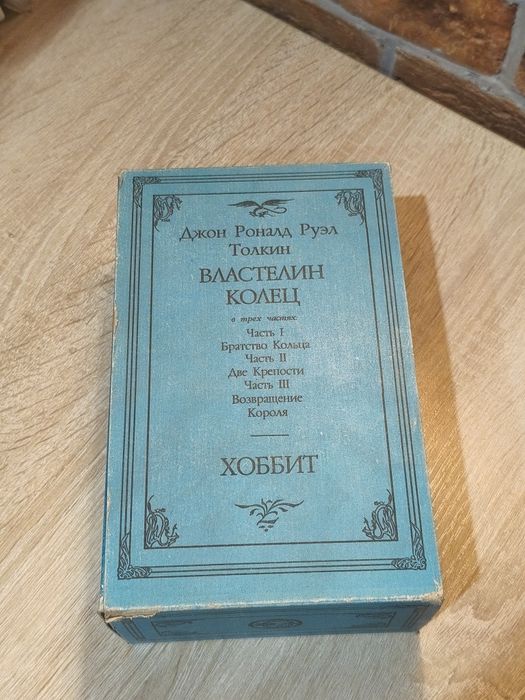 Джон Роналд Руэл
Толкин
ВЛАСТЕЛИН
КОЛЕЦ
в трех частях
Часть I
Братство Кольца
Часть II
Две Крепости
Часть III
Возвращение
Короля
ХОББИТ